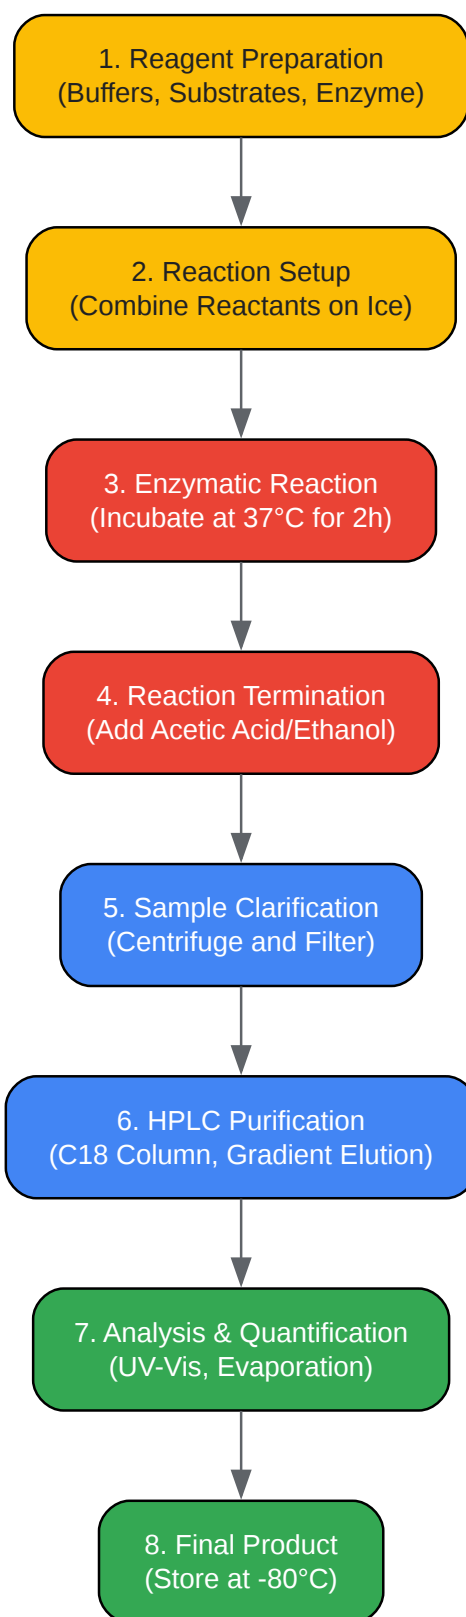 1. Reagent Preparation
(Buffers, Substrates, Enzyme)
2. Reaction Setup
(Combine Reactants on Ice)
3. Enzymatic Reaction
(Incubate at 37°C for 2h)
4. Reaction Termination
(Add Acetic Acid/Ethanol)
5. Sample Clarification
(Centrifuge and Filter)
6. HPLC Purification
(C18 Column, Gradient Elution)
7. Analysis & Quantification
(UV-Vis, Evaporation)
8. Final Product
(Store at -80°C)